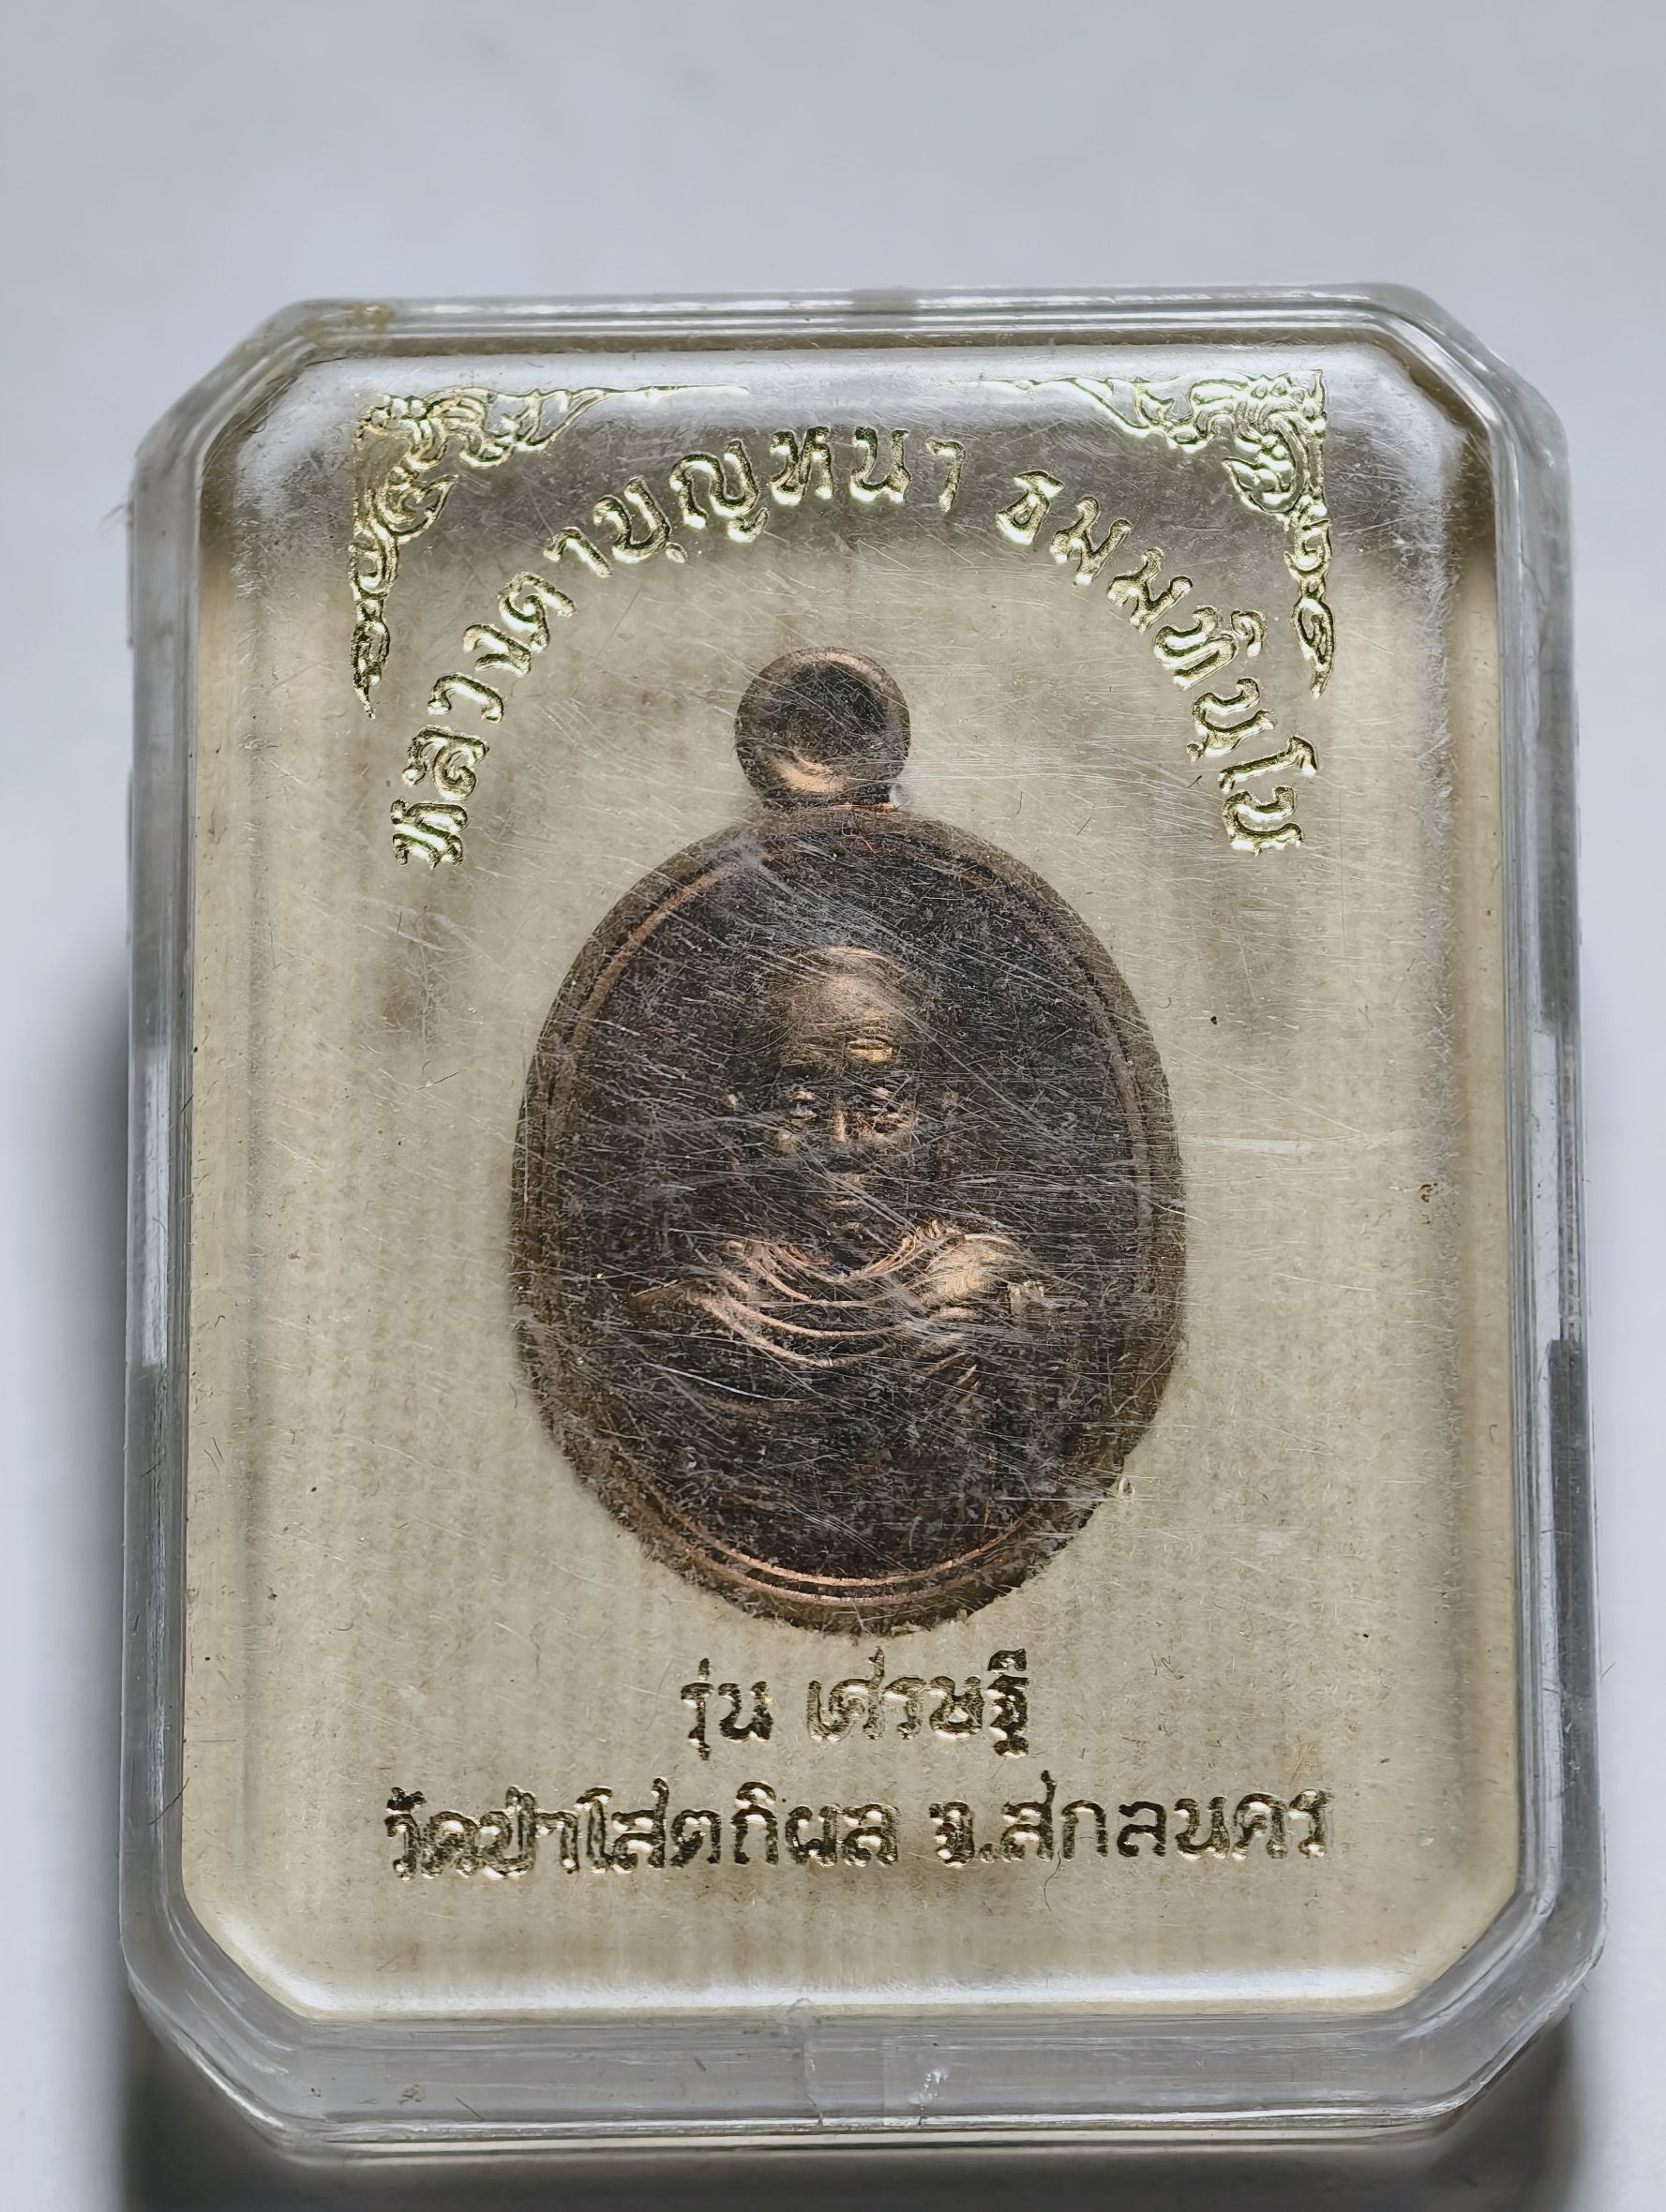 หลวงตาบุญหนา ธมฺมทินฺโน
รุ่น เศรษฐี
วัดป่าโสตถิผล จ.สกลนคร